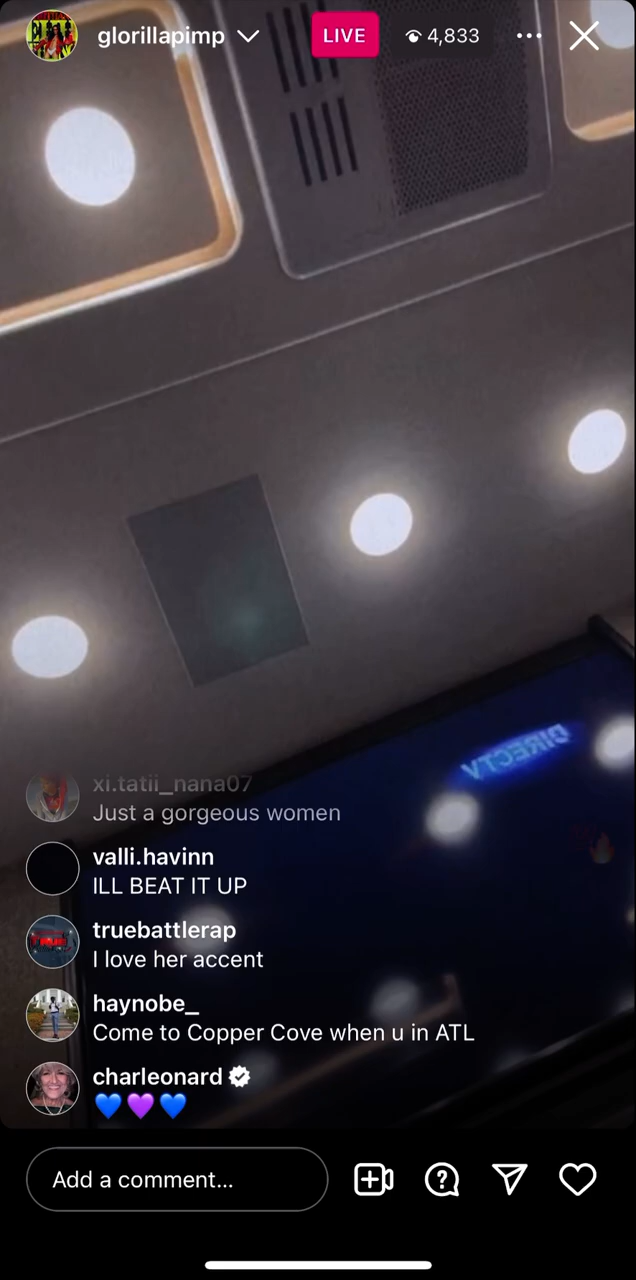 glorillapimp
LIVE
4,833
DIRECTV
xi.tatii_nana07
Just a gorgeous women
valli.havinn
ILL BEAT IT UP
truebattlerap
I love her accent
haynobe_
Come to Copper Cove when u in ATL
charleonard
💙💜💙
Add a comment...